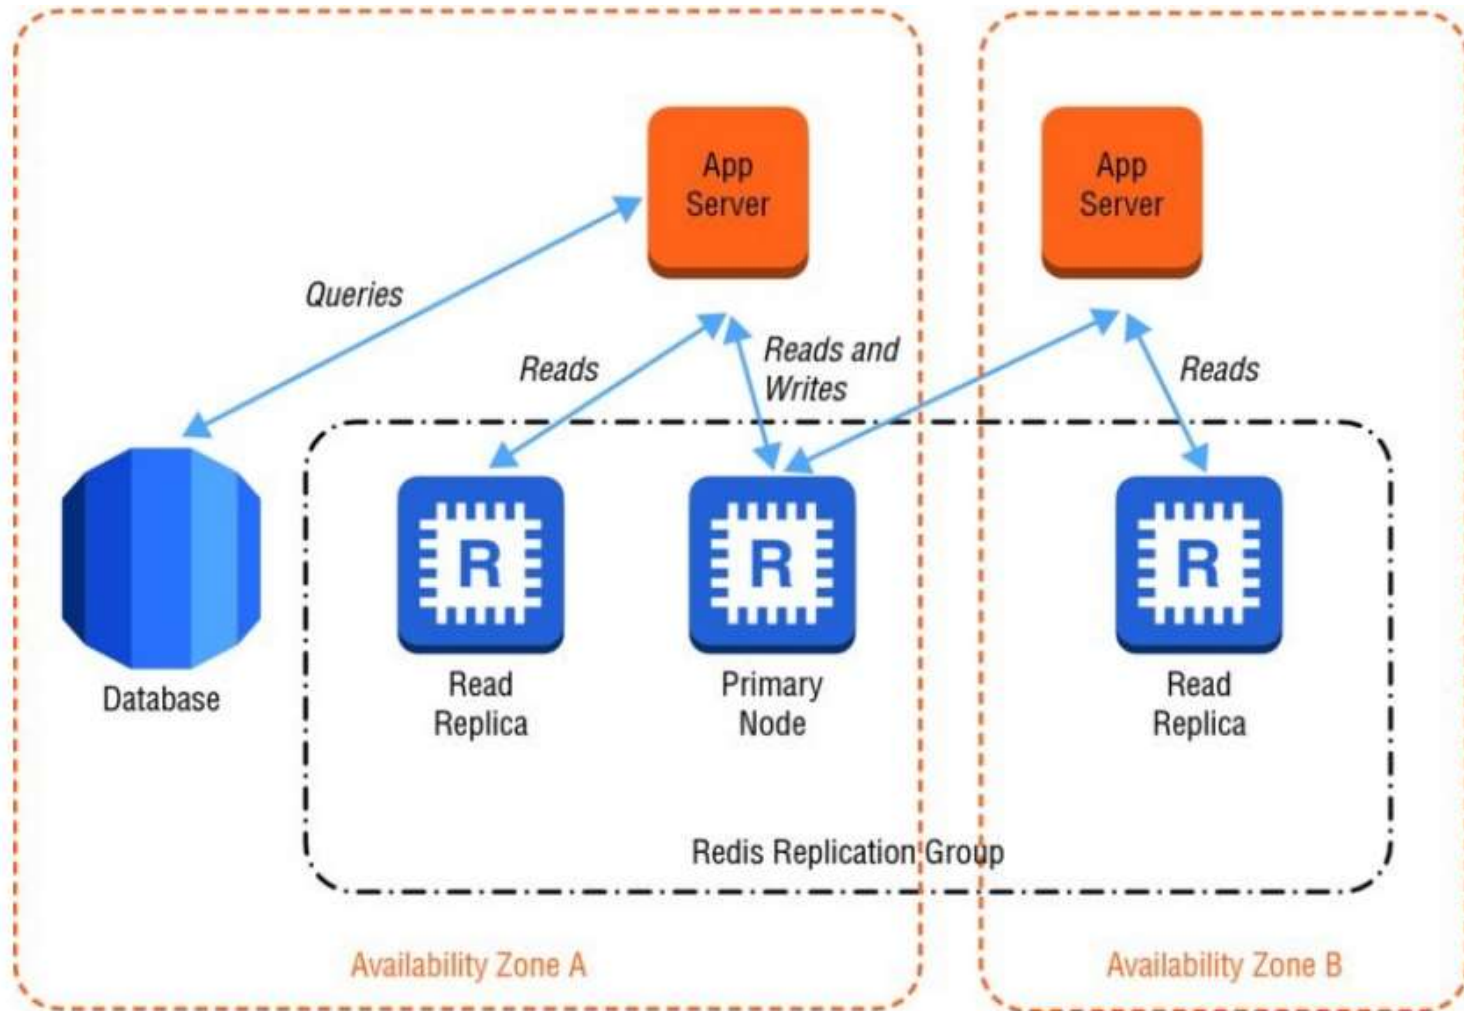 App
Server
App
Server
Queries
Reads
Reads and
Writes
Reads
R
R
R
Database
Read
Replica
Primary
Node
Read
Replica
Redis Replication Group
Availability Zone A
Availability Zone B